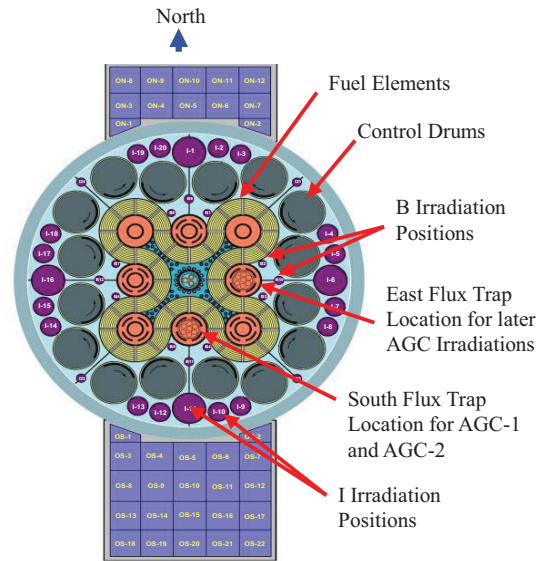 North
ON-8 ON-9 ON-10 ON-11 ON-12
ON-3 ON-4 ON-5 ON-6 ON-7
ON-1 ON-2
Fuel Elements
Control Drums
I-20 I-1 I-2
I-19 I-3
I-18 I-4
I-17 I-5
I-16 I-6
I-15 I-7
I-14 I-8
I-13 I-12 I-10 I-9
B Irradiation
Positions
East Flux Trap
Location for later
AGC Irradiations
South Flux Trap
Location for AGC-1
and AGC-2
I Irradiation
Positions
OS-1
OS-3 OS-4 OS-5 OS-6 OS-7
OS-8 OS-9 OS-10 OS-11 OS-12
OS-13 OS-14 OS-15 OS-16 OS-17
OS-18 OS-19 OS-20 OS-21 OS-22